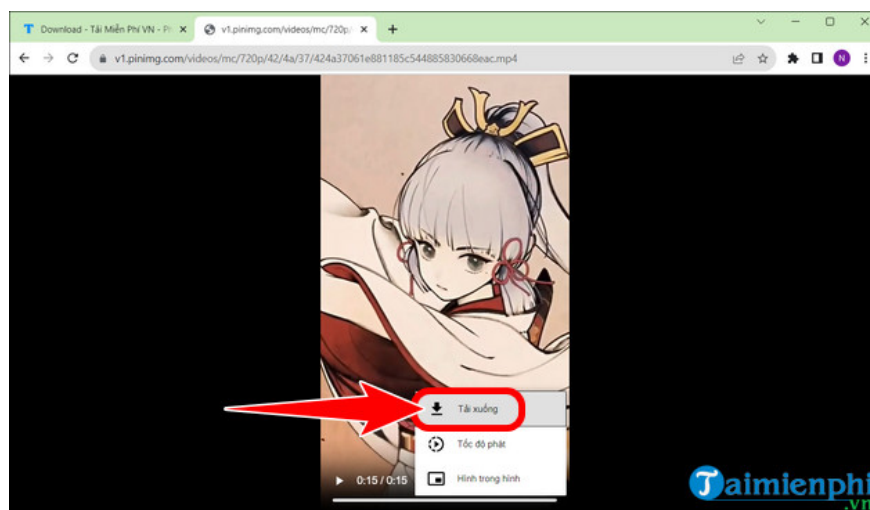 Download - Tải Miễn Phí VN - Ph
v1.pinimg.com/videos/mc/720p/
v1.pinimg.com/videos/mc/720p/42/4a/37/424a37061e881185c544885830668eac.mp4
N
Tải xuống
Tốc độ phát
Hình trong hình
0:15 / 0:15
Taimienphi
.vn